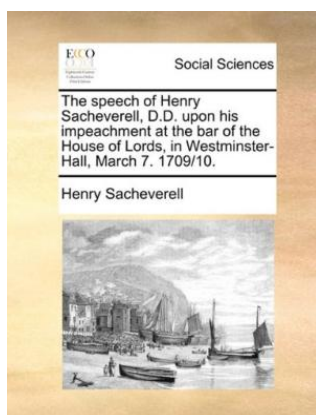 ECCO
Social Sciences
The speech of Henry
Sacheverell, D.D. upon his
impeachment at the bar of the
House of Lords, in Westminster-
Hall, March 7. 1709/10.
Henry Sacheverell